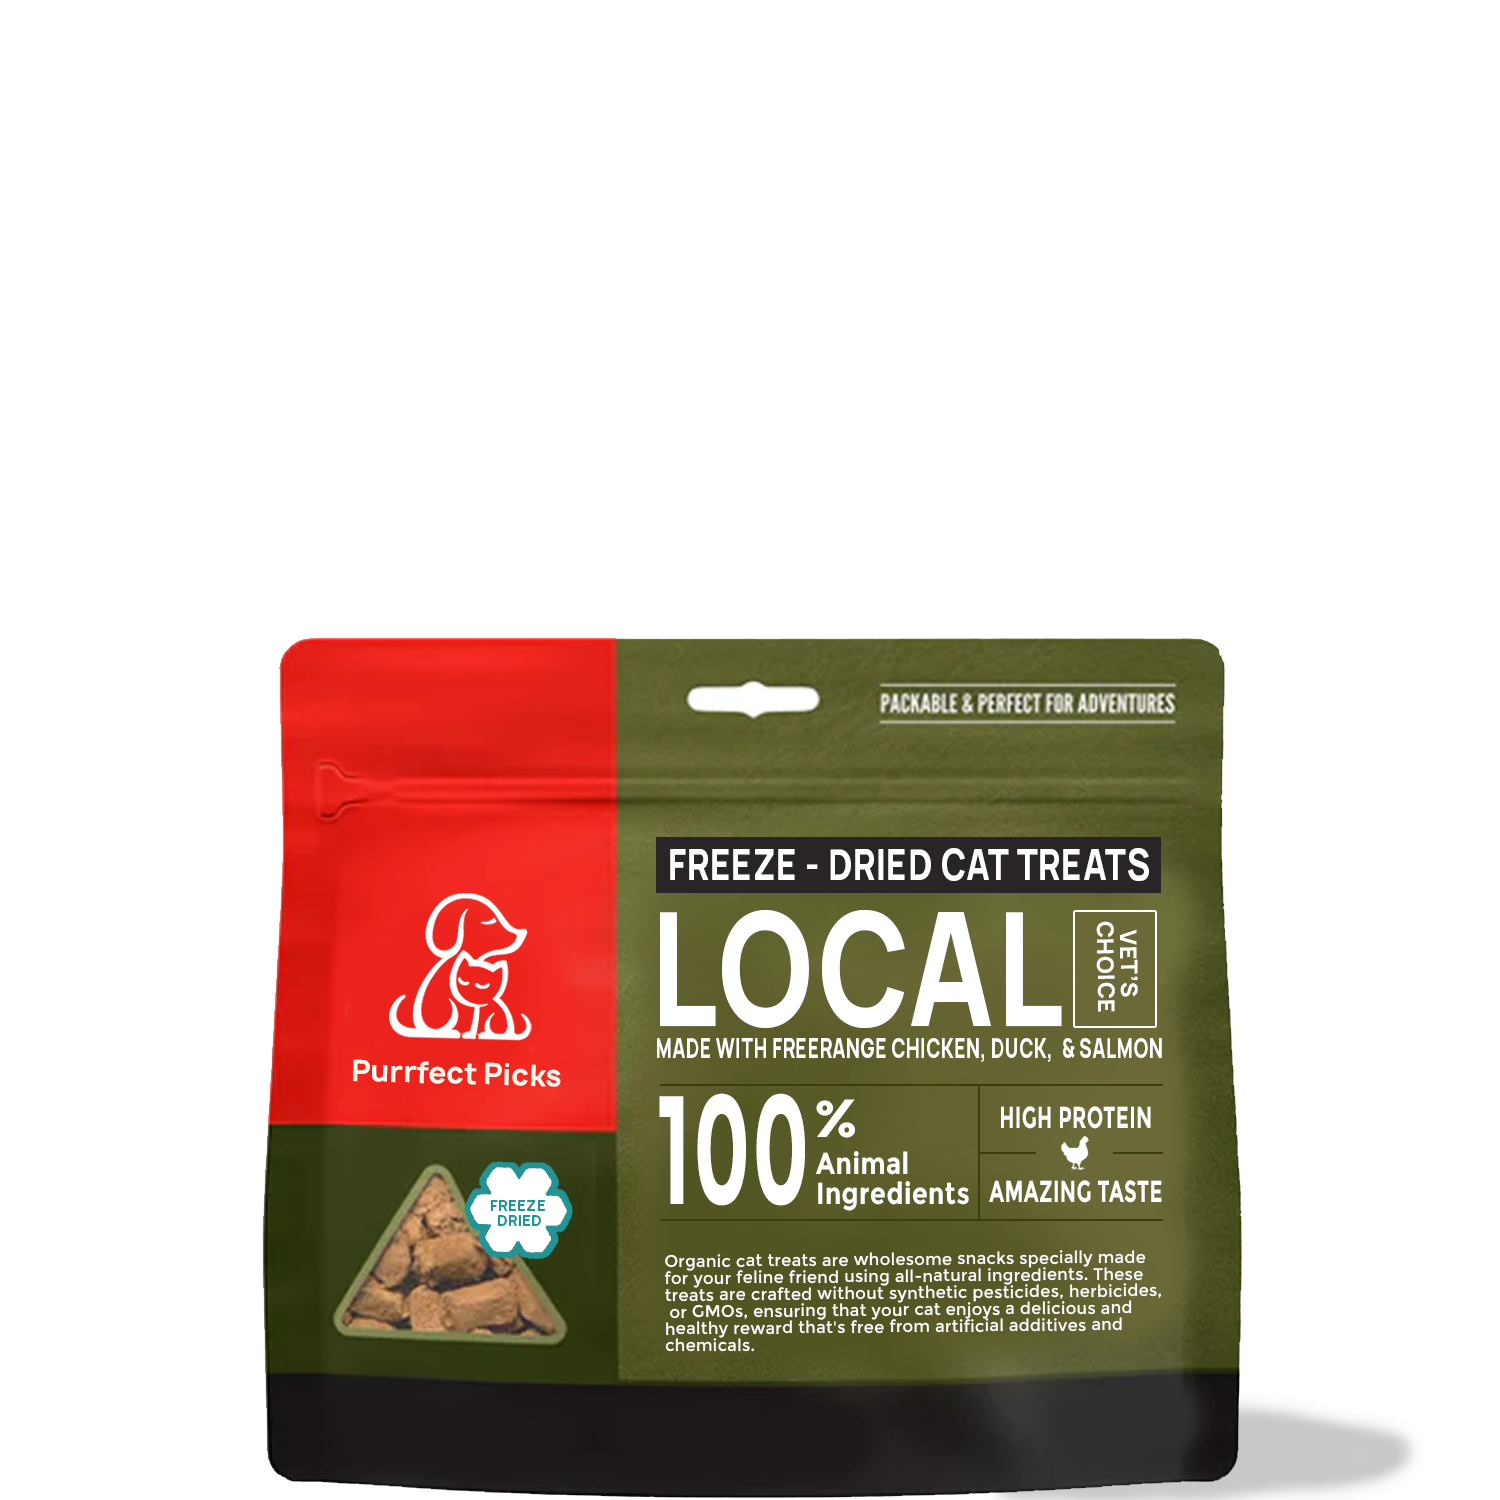 PACKABLE & PERFECT FOR ADVENTURES
FREEZE - DRIED CAT TREATS
LOCAL
VET'S
CHOICE
MADE WITH FREERANGE CHICKEN, DUCK, & SALMON
Purrfect Picks
100%
Animal
Ingredients
HIGH PROTEIN
AMAZING TASTE
FREEZE
DRIED
Organic cat treats are wholesome snacks specially made
for your feline friend using all-natural ingredients. These
treats are crafted without synthetic pesticides, herbicides,
or GMOs, ensuring that your cat enjoys a delicious and
healthy reward that's free from artificial additives and
chemicals.